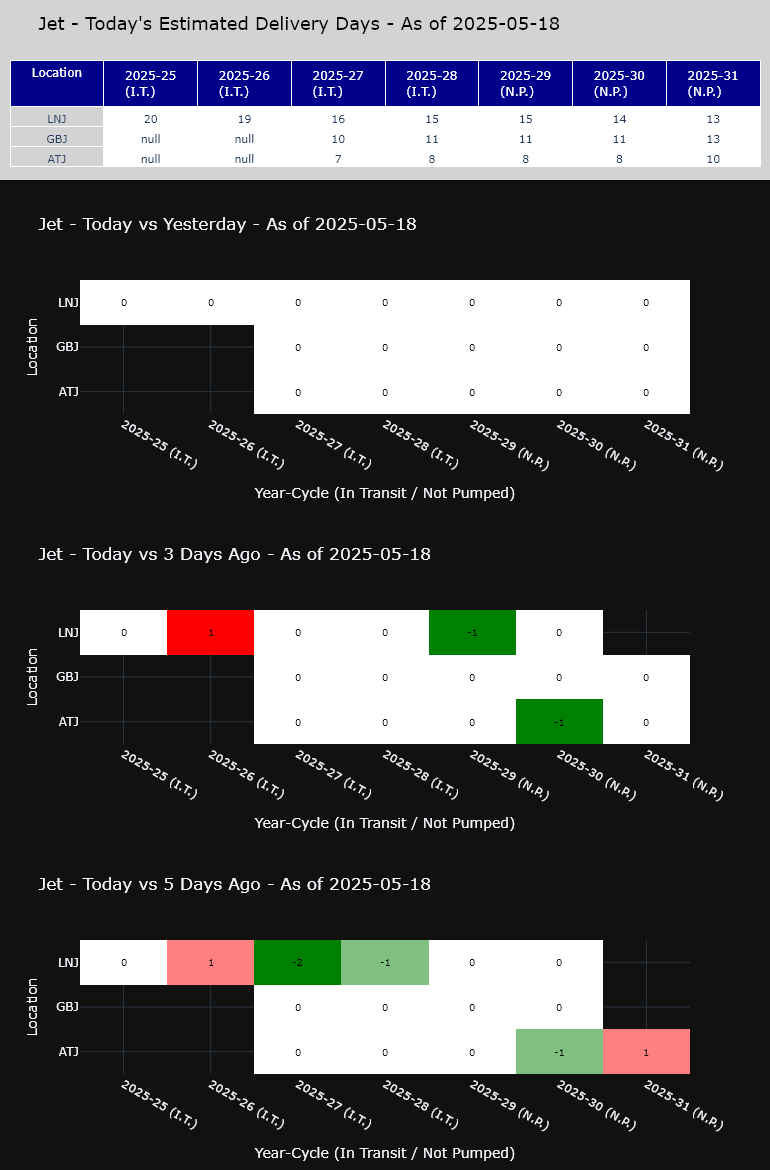 Jet - Today's Estimated Delivery Days - As of 2025-05-18
Location 2025-25 (I.T.) 2025-26 (I.T.) 2025-27 (I.T.) 2025-28 (I.T.) 2025-29 (N.P.) 2025-30 (N.P.) 2025-31 (N.P.)
LNJ 20 19 16 15 15 14 13
GBJ null null 10 11 11 11 13
ATJ null null 7 8 8 8 10
Jet - Today vs Yesterday - As of 2025-05-18
Location
LNJ 0 0 0 0 0 0 0
GBJ 0 0 0 0 0
ATJ 0 0 0 0 0
2025-25 (I.T.) 2025-26 (I.T.) 2025-27 (I.T.) 2025-28 (I.T.) 2025-29 (N.P.) 2025-30 (N.P.) 2025-31 (N.P.)
Year-Cycle (In Transit / Not Pumped)
Jet - Today vs 3 Days Ago - As of 2025-05-18
Location
LNJ 0 1 0 0 -1 0
GBJ 0 0 0 0 0
ATJ 0 0 0 -1 0
2025-25 (I.T.) 2025-26 (I.T.) 2025-27 (I.T.) 2025-28 (I.T.) 2025-29 (N.P.) 2025-30 (N.P.) 2025-31 (N.P.)
Year-Cycle (In Transit / Not Pumped)
Jet - Today vs 5 Days Ago - As of 2025-05-18
Location
LNJ 0 1 -2 -1 0 0
GBJ 0 0 0 0
ATJ 0 0 0 -1 1
2025-25 (I.T.) 2025-26 (I.T.) 2025-27 (I.T.) 2025-28 (I.T.) 2025-29 (N.P.) 2025-30 (N.P.) 2025-31 (N.P.)
Year-Cycle (In Transit / Not Pumped)